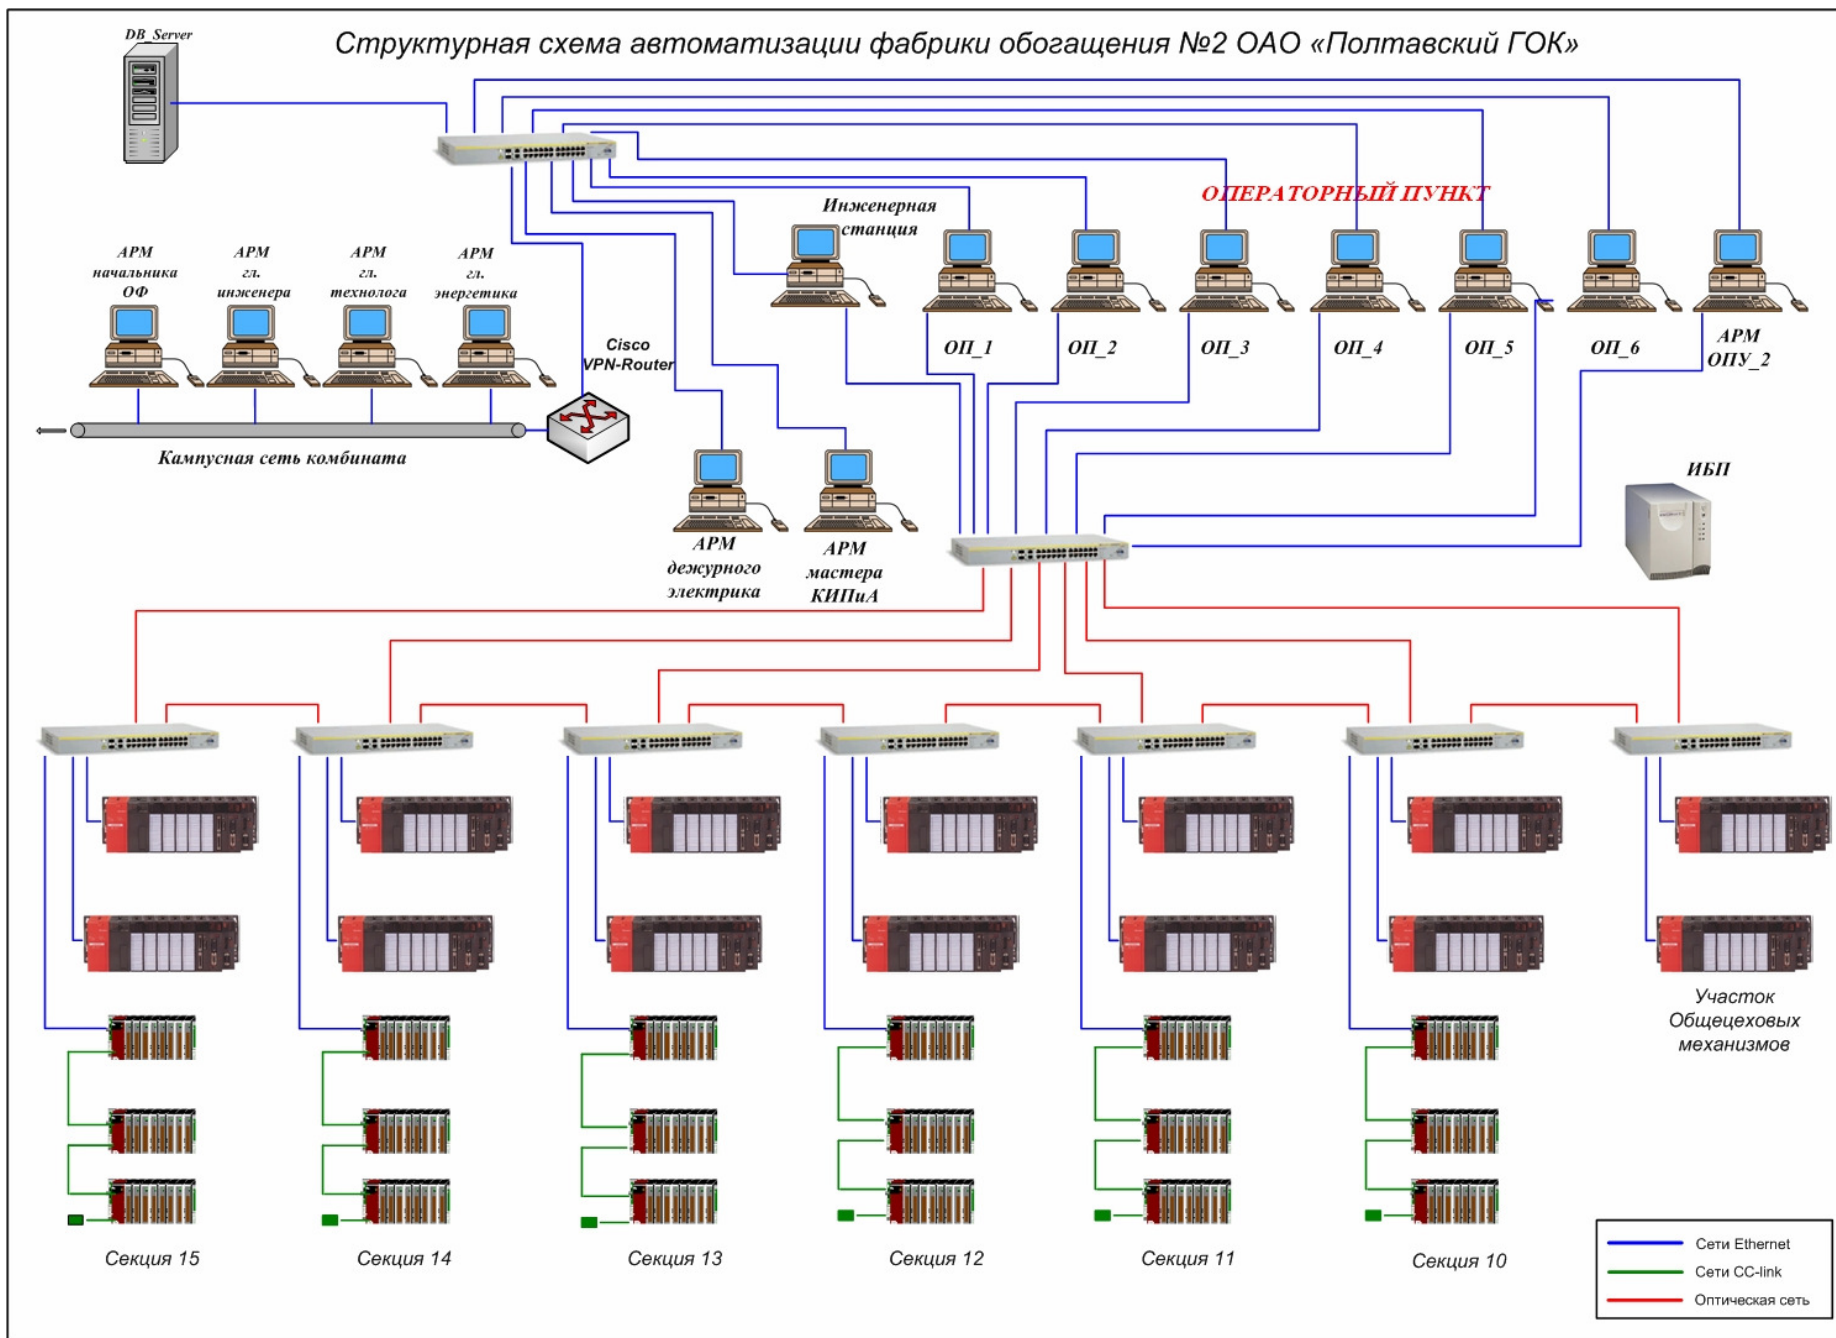 DB_Server
Структурная схема автоматизации фабрики обогащения №2 ОАО «Полтавский ГОК»
ОПЕРАТОРНЫЙ ПУНКТ
Инженерная
станция
АРМ
начальника
ОФ
АРМ
гл.
инженера
АРМ
гл.
технолога
АРМ
гл.
энергетика
Cisco
VPN-Router
ОП_1
ОП_2
ОП_3
ОП_4
ОП_5
ОП_6
АРМ
ОПУ_2
Кампусная сеть комбината
ИБП
АРМ
дежурного
электрика
АРМ
мастера
КИПиА
Участок
Общецеховых
механизмов
Секция 15
Секция 14
Секция 13
Секция 12
Секция 11
Секция 10
Сети Ethernet
Сети CC-link
Оптическая сеть